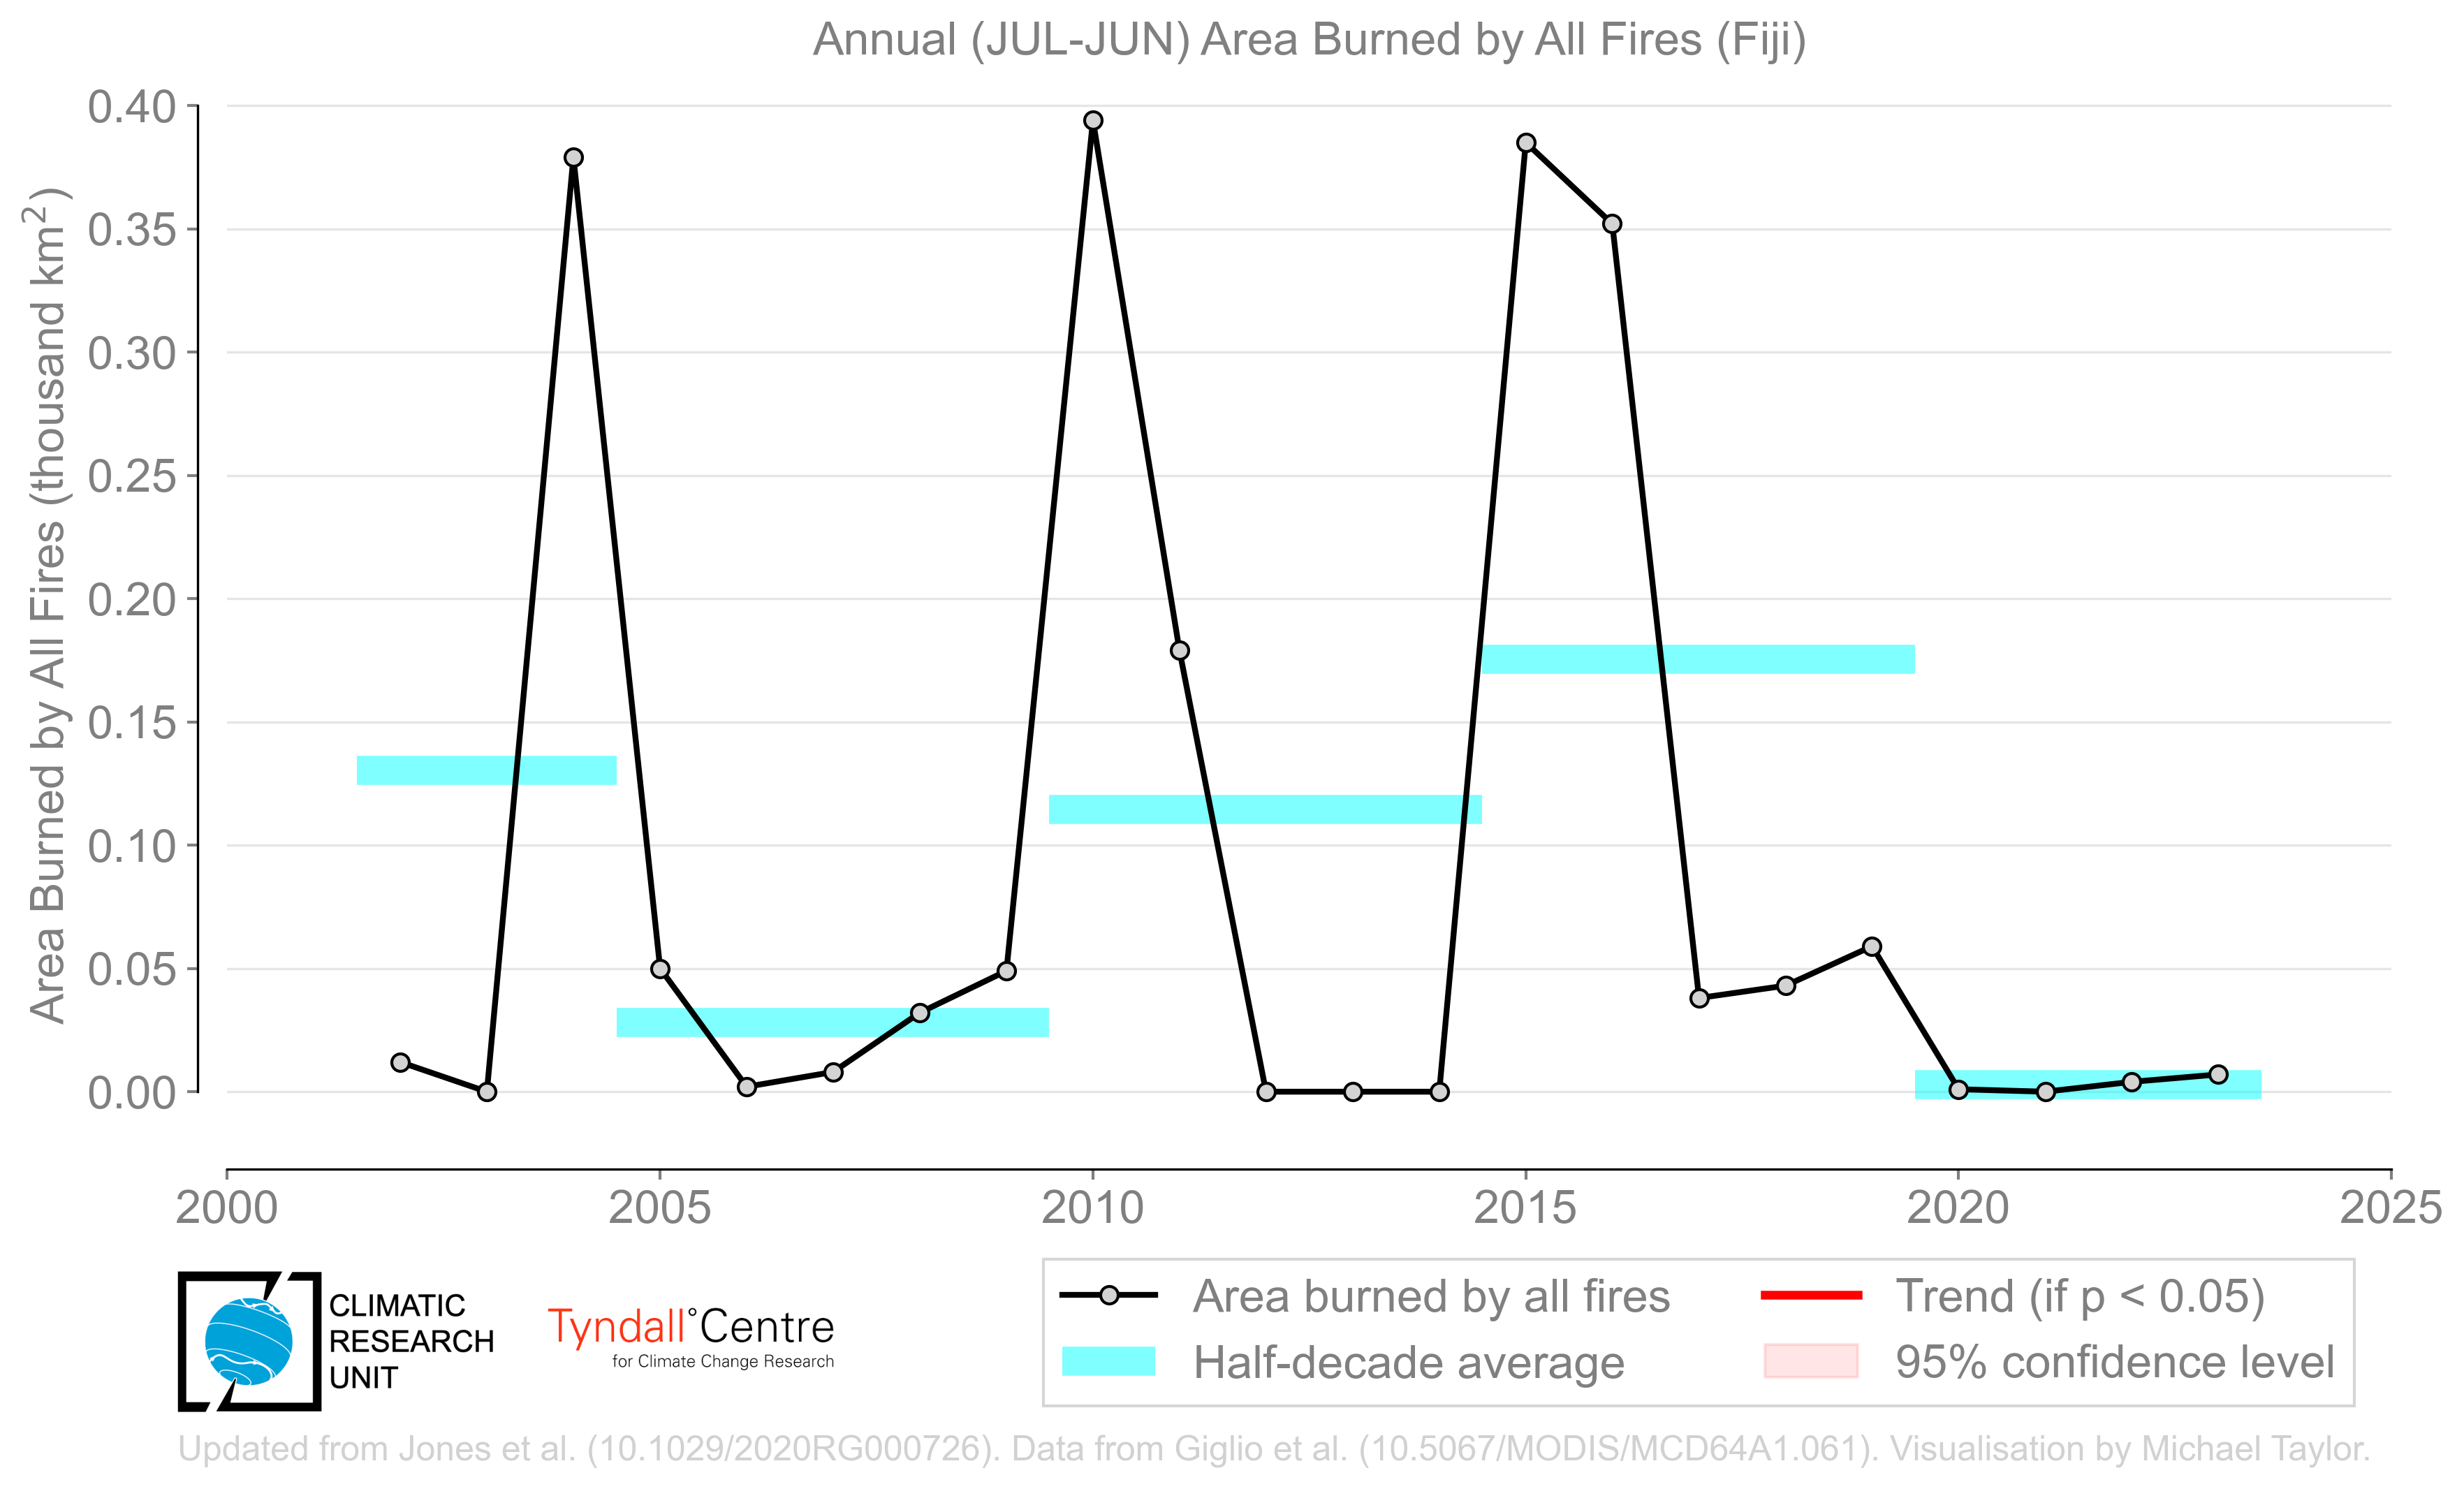 Annual (JUL-JUN) Area Burned by All Fires (Fiji)
Area Burned by All Fires (thousand km²)
0.40
0.35
0.30
0.25
0.20
0.15
0.10
0.05
0.00
2000 2005 2010 2015 2020 2025
CLIMATIC
RESEARCH
UNIT
Tyndall°Centre
for Climate Change Research
Area burned by all fires
Half-decade average
Trend (if p < 0.05)
95% confidence level
Updated from Jones et al. (10.1029/2020RG000726). Data from Giglio et al. (10.5067/MODIS/MCD64A1.061). Visualisation by Michael Taylor.